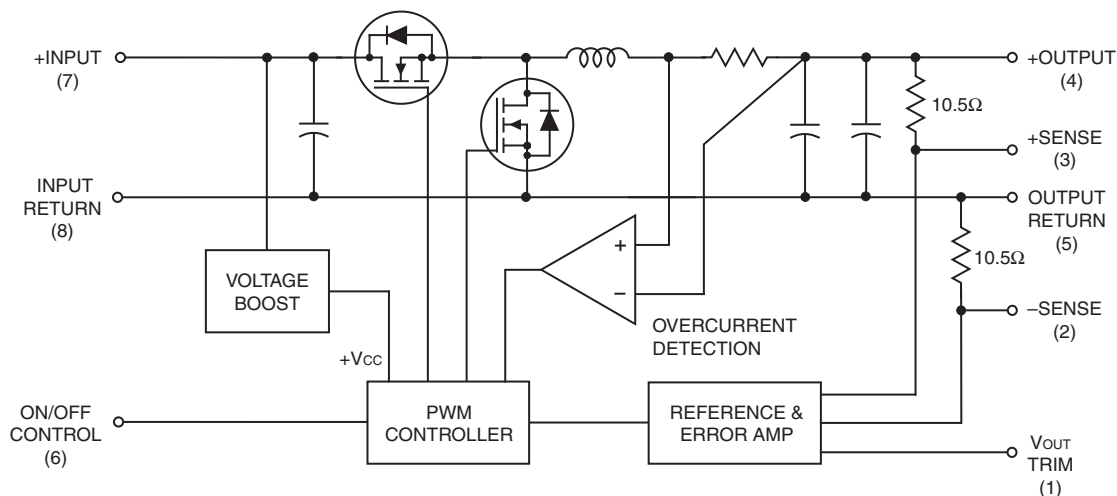 +INPUT
(7)
+OUTPUT
(4)
10.5Ω
+SENSE
(3)
INPUT
RETURN
(8)
OUTPUT
RETURN
(5)
+
−
VOLTAGE
BOOST
10.5Ω
OVERCURRENT
DETECTION
–SENSE
(2)
+VCC
ON/OFF
CONTROL
(6)
PWM
CONTROLLER
REFERENCE &
ERROR AMP
VOUT
TRIM
(1)